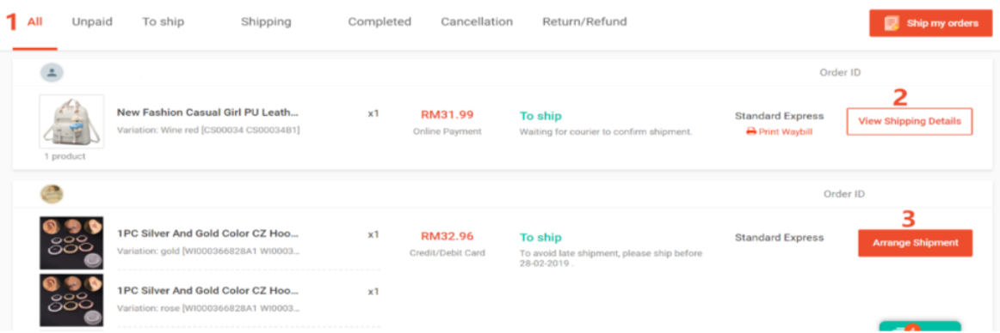 1 All Unpaid To ship Shipping Completed Cancellation Return/Refund Ship my orders
Order ID
2
New Fashion Casual Girl PU Leath... x1 RM31.99 To ship Standard Express View Shipping Details
Variation: Wine red [CS00034 CS00034B1] Online Payment Waiting for courier to confirm shipment. Print Waybill
1 product
Order ID
3
1PC Silver And Gold Color CZ Hoo... x1 RM32.96 To ship Standard Express Arrange Shipment
Variation: gold [WI000366828A1 WI0003... Credit/Debit Card To avoid late shipment, please ship before
28-02-2019 .
1PC Silver And Gold Color CZ Hoo... x1
Variation: rose [WI000366828A1 WI0003...